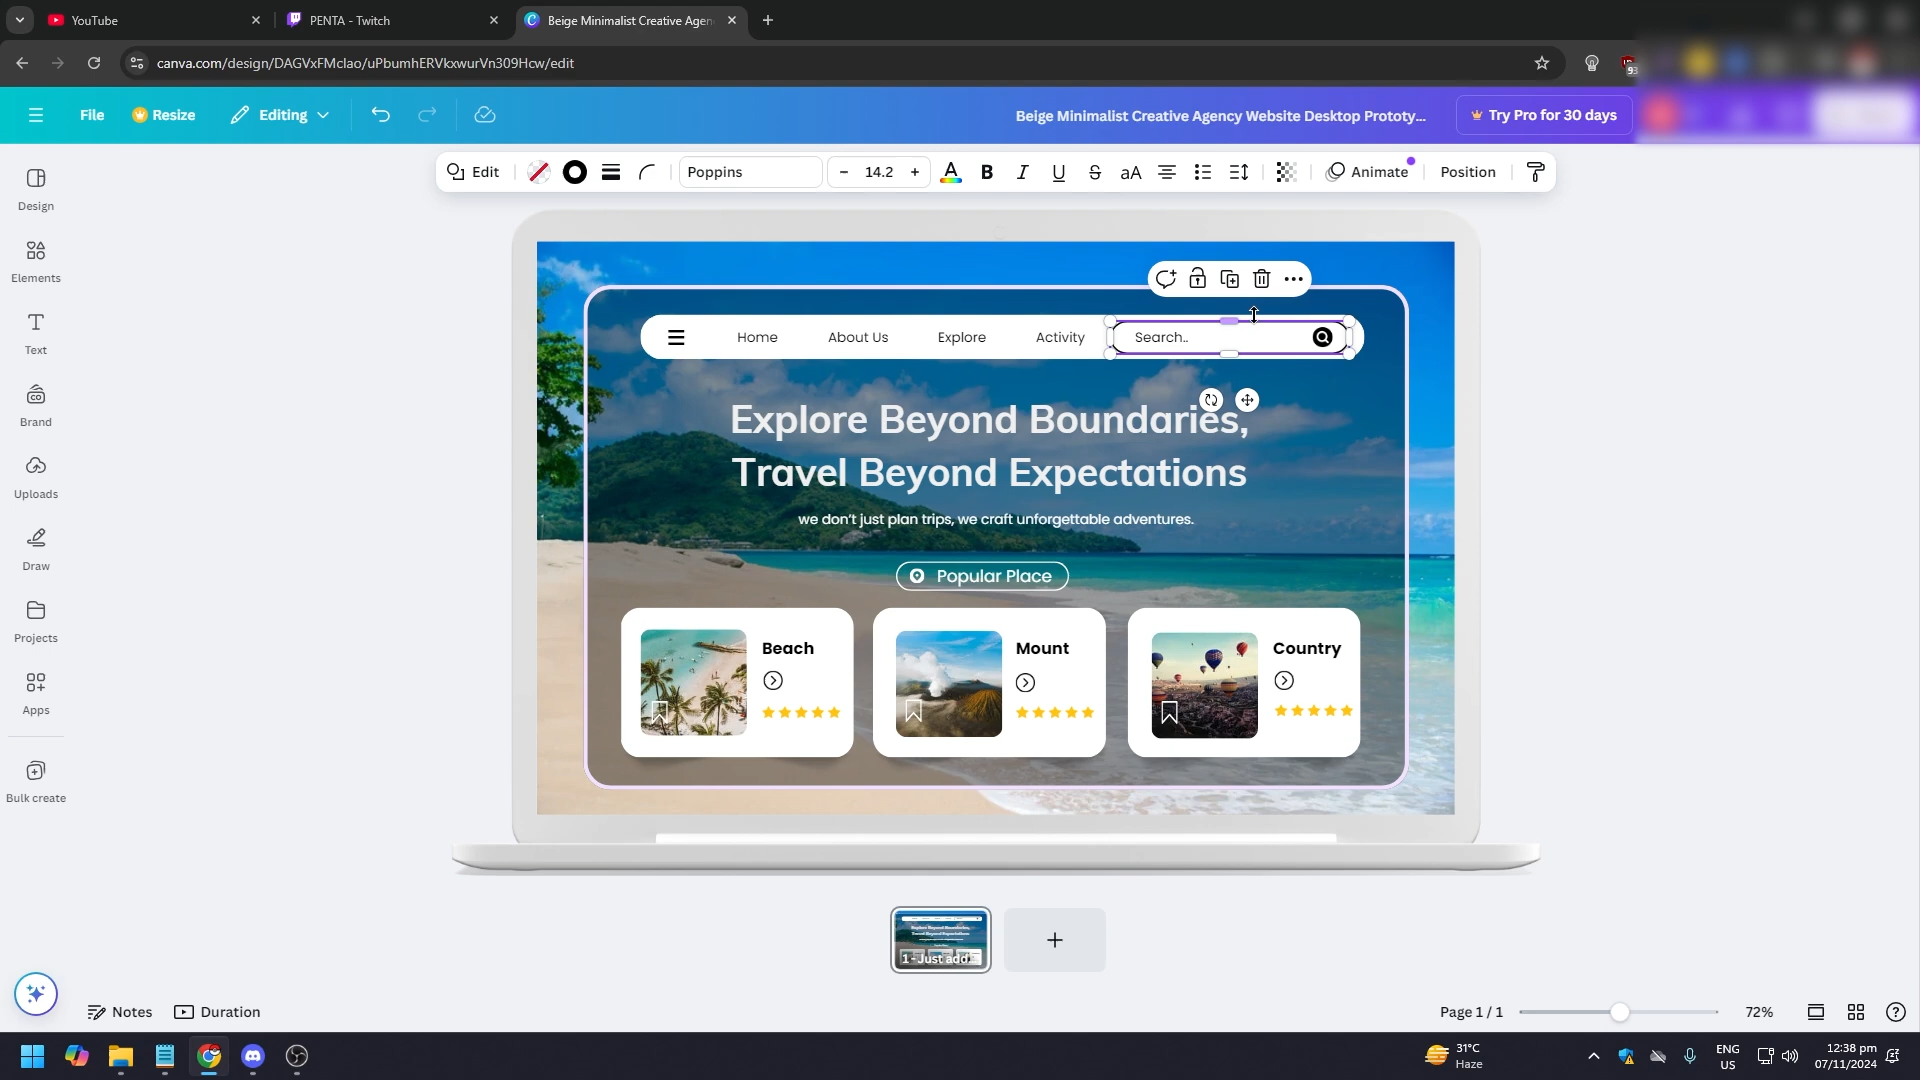 YouTube
PENTA - Twitch
Beige Minimalist Creative Agen
canva.com/design/DAGVxFMclao/uPbumhERVkxwurVn309Hcw/edit
93
File
Resize
Editing
Beige Minimalist Creative Agency Website Desktop Prototy...
Try Pro for 30 days
Edit
Poppins
– 14.2 +
A B I U S aA
Animate
Position
Design
Elements
Text
Brand
Uploads
Draw
Projects
Apps
Bulk create
Home
About Us
Explore
Activity
Search..
Explore Beyond Boundaries,
Travel Beyond Expectations
we don't just plan trips, we craft unforgettable adventures.
Popular Place
Beach
Mount
Country
1 - Just add
Notes
Duration
Page 1 / 1
72%
31°C
Haze
ENG
US
12:38 pm
07/11/2024